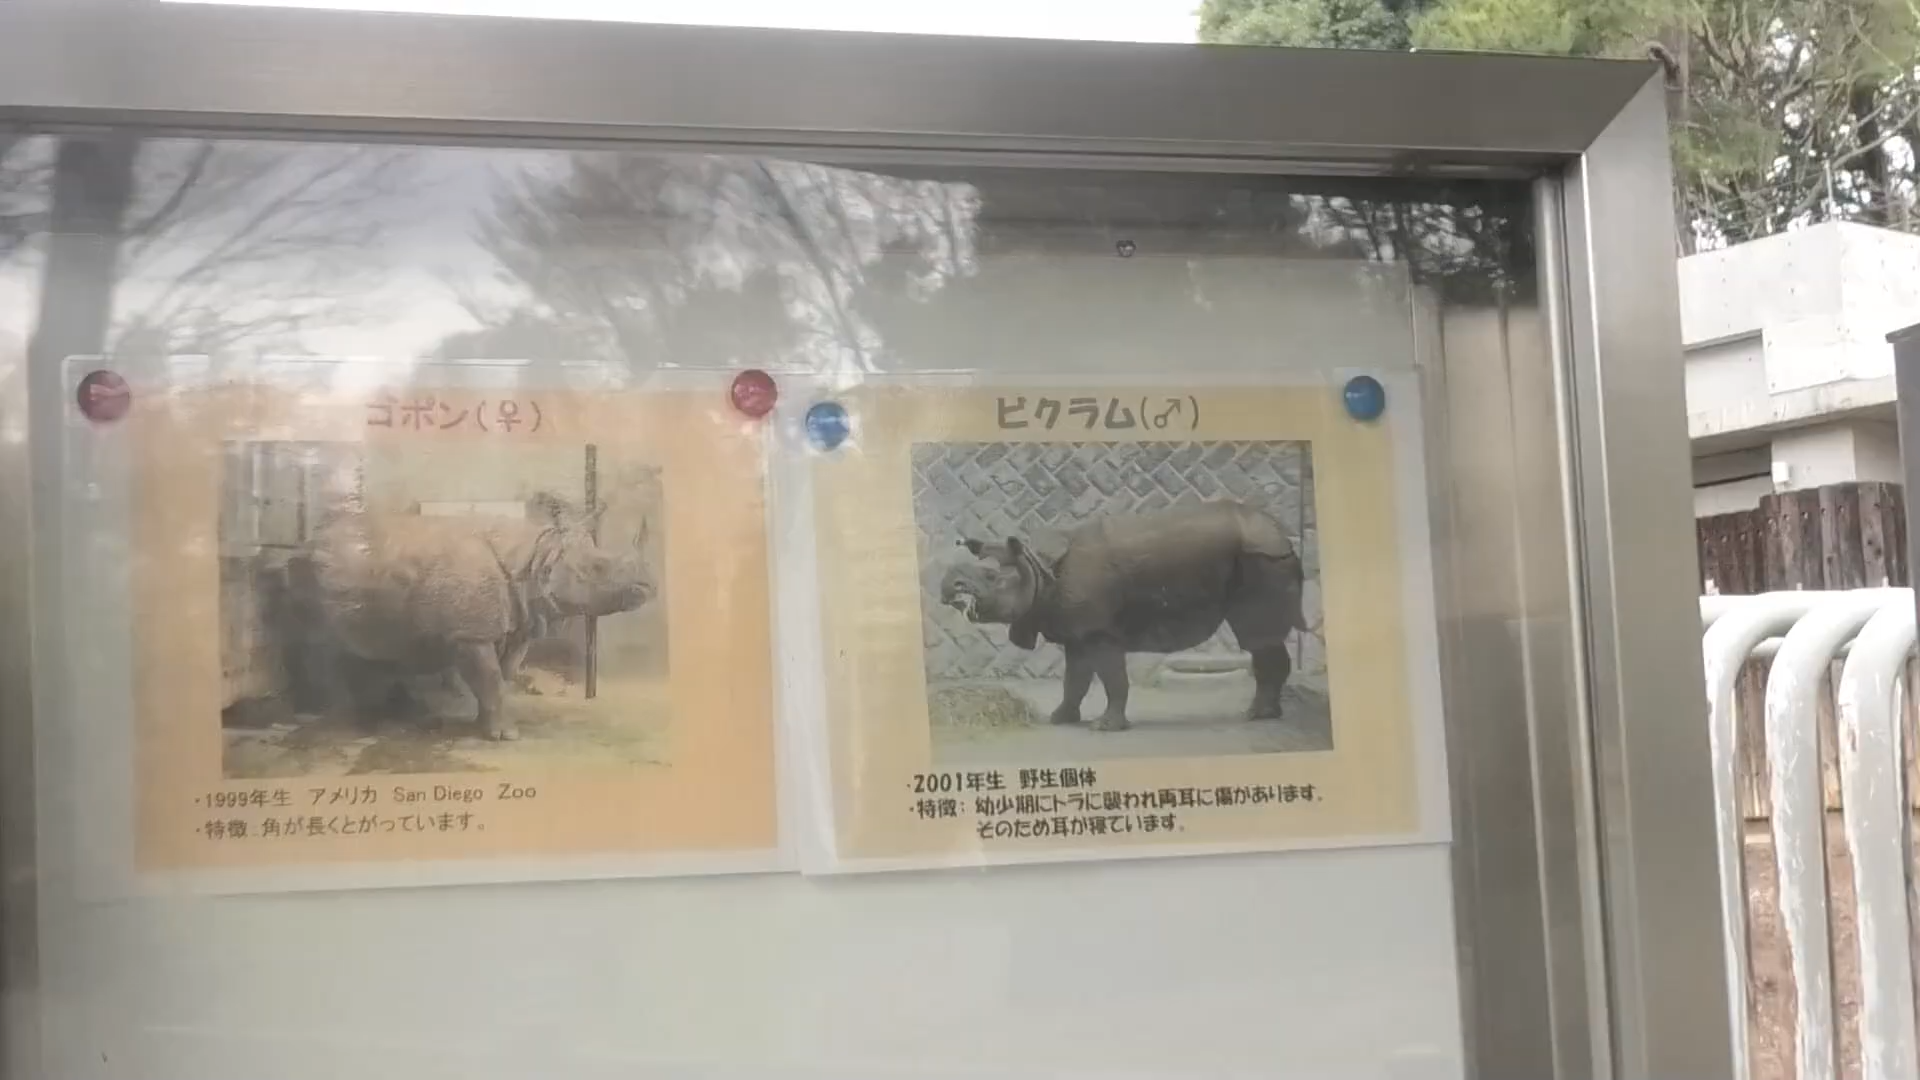 ゴポン(♀)
・1999年生 アメリカ San Diego Zoo
・特徴:角が長くとがっています。
ビクラム(♂)
・2001年生 野生個体
・特徴: 幼少期にトラに襲われ両耳に傷があります。
そのため耳が寝ています。